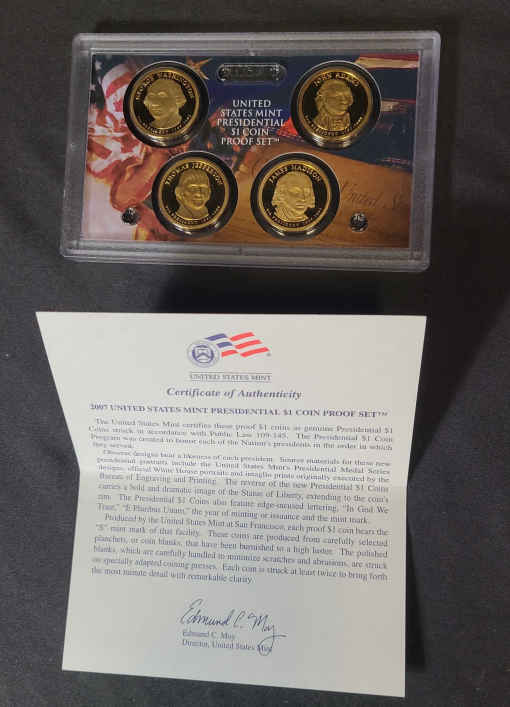 GEORGE WASHINGTON
JOHN ADAMS
UNITED
STATES MINT
PRESIDENTIAL
$1 COIN
PROOF SET™
THOMAS JEFFERSON
JAMES MADISON
United S
UNITED STATES MINT
Certificate of Authenticity
2007 UNITED STATES MINT PRESIDENTIAL $1 COIN PROOF SET™
The United States Mint certifies these proof $1 coins as genuine Presidential $1
Coins struck in accordance with Public Law 109-145. The Presidential $1 Coin
Program was created to honor each of the Nation's presidents in the order in which
they served.
Obverse designs bear a likeness of each president. Source materials for these new
presidential portraits include the United States Mint's Presidential Medal Series
designs, official White House portraits and intaglio prints originally executed by the
Bureau of Engraving and Printing. The reverse of the new Presidential $1 Coins
carries a bold and dramatic image of the Statue of Liberty, extending to the coin's
rim. The Presidential $1 Coins also feature edge-incused lettering, "In God We
Trust," "E Pluribus Unum," the year of minting or issuance and the mint mark.
Produced by the United States Mint at San Francisco, each proof $1 coin bears the
"S" mint mark of that facility. These coins are produced from carefully selected
planchets, or coin blanks, that have been burnished to a high luster. The polished
blanks, which are carefully handled to minimize scratches and abrasions, are struck
on specially adapted coining presses. Each coin is struck at least twice to bring forth
the most minute detail with remarkable clarity.
Edmund C. Moy
Edmund C. Moy
Director, United States Mint